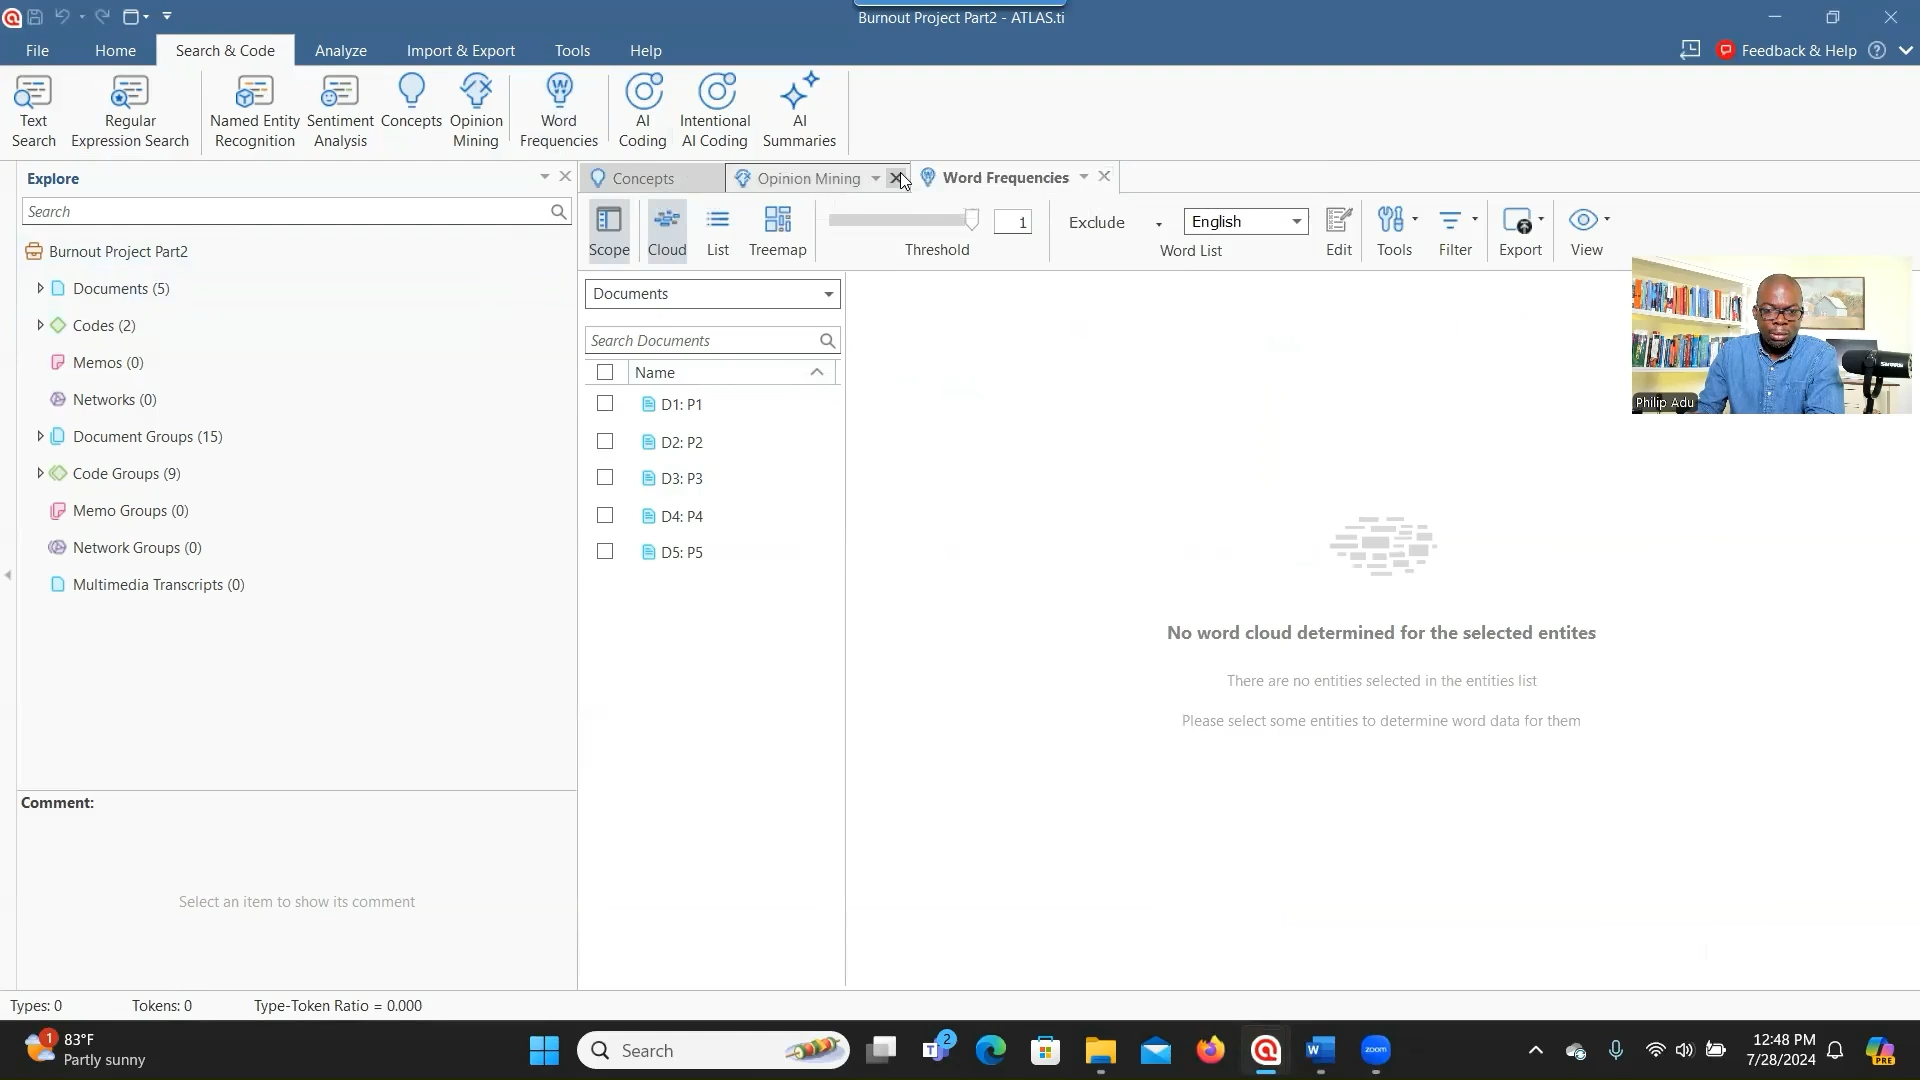 Burnout Project Part2 - ATLAS.ti
File Home Search & Code Analyze Import & Export Tools Help Feedback & Help
Text Search
Regular Expression Search
Named Entity Recognition
Sentiment Analysis
Concepts
Opinion Mining
Word Frequencies
AI Coding
Intentional AI Coding
AI Summaries
Explore
Search
Burnout Project Part2
Documents (5)
Codes (2)
Memos (0)
Networks (0)
Document Groups (15)
Code Groups (9)
Memo Groups (0)
Network Groups (0)
Multimedia Transcripts (0)
Comment:
Select an item to show its comment
Concepts Opinion Mining Word Frequencies
Scope Cloud List Treemap
1
Threshold
Exclude English
Word List
Edit Tools Filter Export View
Documents
Search Documents
Name
D1: P1
D2: P2
D3: P3
D4: P4
D5: P5
No word cloud determined for the selected entites
There are no entities selected in the entities list
Please select some entities to determine word data for them
Philip Adu
SHURE
Types: 0 Tokens: 0 Type-Token Ratio = 0.000
1
83°F
Partly sunny
Search
2
zoom
12:48 PM
7/28/2024
PRE